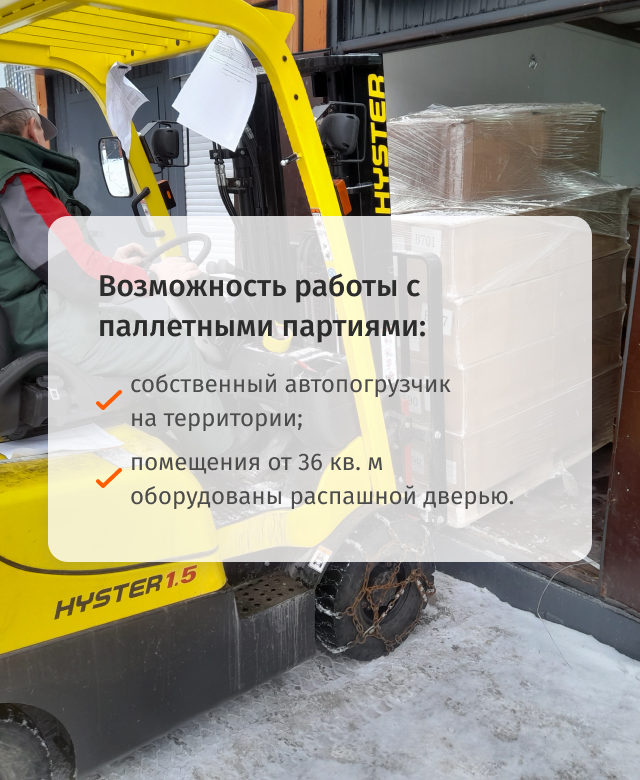 HYSTER
Возможность работы с
паллетными партиями:
собственный автопогрузчик
на территории;
помещения от 36 кв. м
оборудованы распашной дверью.
HYSTER 1.5